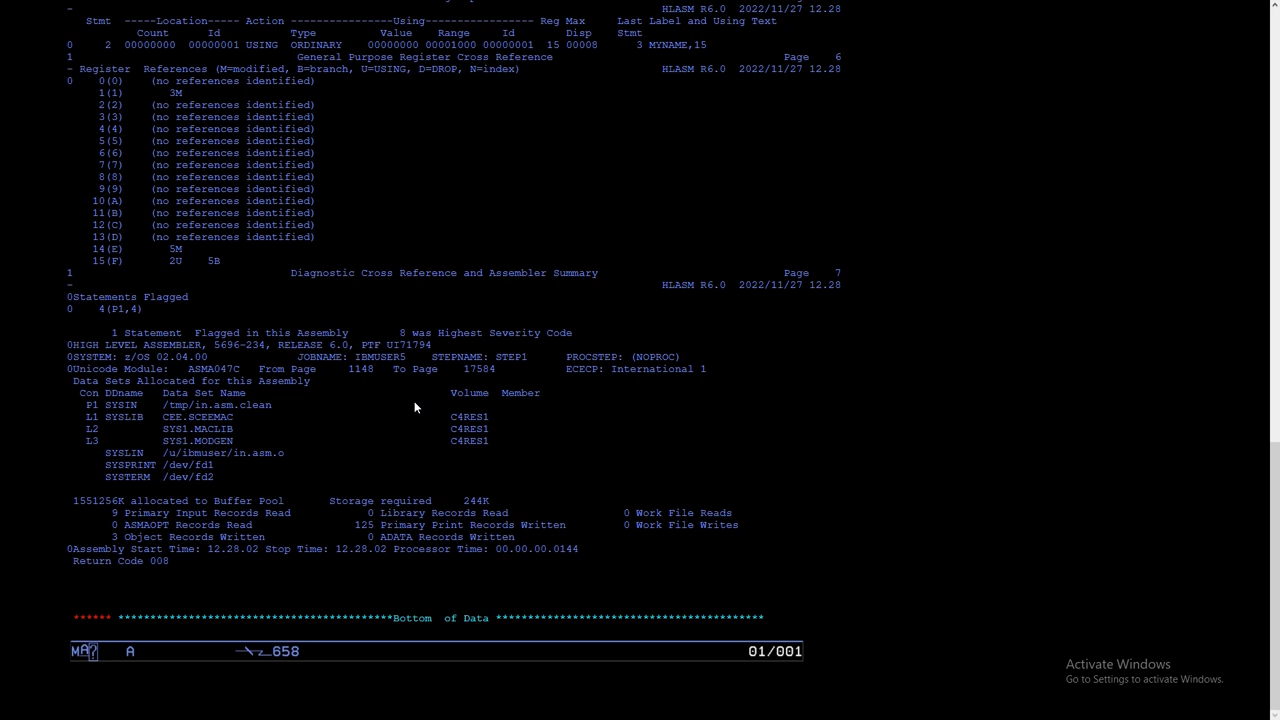 -                                                                                            HLASM R6.0  2022/11/27 12.28
   Stmt  -----Location----- Action ----------------Using----------------- Reg Max     Last Label and Using Text
               Count      Id               Type          Value    Range      Id          Disp    Stmt
0     2  00000000  00000001 USING  ORDINARY    00000000 00001000 00000001  15 00008      3 MYNAME,15
1                                   General Purpose Register Cross Reference                                    Page    6
- Register  References (M=modified, B=branch, U=USING, D=DROP, N=index)                      HLASM R6.0  2022/11/27 12.28
0    0(0)    (no references identified)
     1(1)       3M
     2(2)    (no references identified)
     3(3)    (no references identified)
     4(4)    (no references identified)
     5(5)    (no references identified)
     6(6)    (no references identified)
     7(7)    (no references identified)
     8(8)    (no references identified)
     9(9)    (no references identified)
    10(A)    (no references identified)
    11(B)    (no references identified)
    12(C)    (no references identified)
    13(D)    (no references identified)
    14(E)       5M
    15(F)       2U    5B
1                                  Diagnostic Cross Reference and Assembler Summary                             Page    7
-                                                                                            HLASM R6.0  2022/11/27 12.28
0Statements Flagged
0    4(P1,4)
       1 Statement  Flagged in this Assembly        8 was Highest Severity Code
0HIGH LEVEL ASSEMBLER, 5696-234, RELEASE 6.0, PTF UI71794
0SYSTEM: z/OS 02.04.00              JOBNAME: IBMUSER5    STEPNAME: STEP1      PROCSTEP: (NOPROC)
0Unicode Module:   ASMA047C   From Page     1148   To Page    17584           ECECP: International 1
 Data Sets Allocated for this Assembly
  Con DDname   Data Set Name                                Volume  Member
   P1 SYSIN    /tmp/in.asm.clean
   L1 SYSLIB   CEE.SCEEMAC                                  C4RES1
   L2          SYS1.MACLIB                                  C4RES1
   L3          SYS1.MODGEN                                  C4RES1
      SYSLIN   /u/ibmuser/in.asm.o
      SYSPRINT /dev/fd1
      SYSTERM  /dev/fd2
 1551256K allocated to Buffer Pool       Storage required     244K
       9 Primary Input Records Read            0 Library Records Read                  0 Work File Reads
       0 ASMAOPT Records Read                125 Primary Print Records Written         0 Work File Writes
       3 Object Records Written                0 ADATA Records Written
0Assembly Start Time: 12.28.02 Stop Time: 12.28.02 Processor Time: 00.00.00.0144
 Return Code 008
****** *******************************************Bottom  of Data ******************************************
A 658 01/001
Activate Windows
Go to Settings to activate Windows.